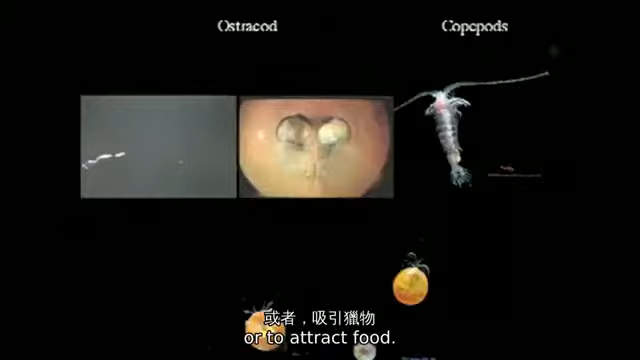 Ostracod
Copepods
或者，吸引獵物
or to attract food.